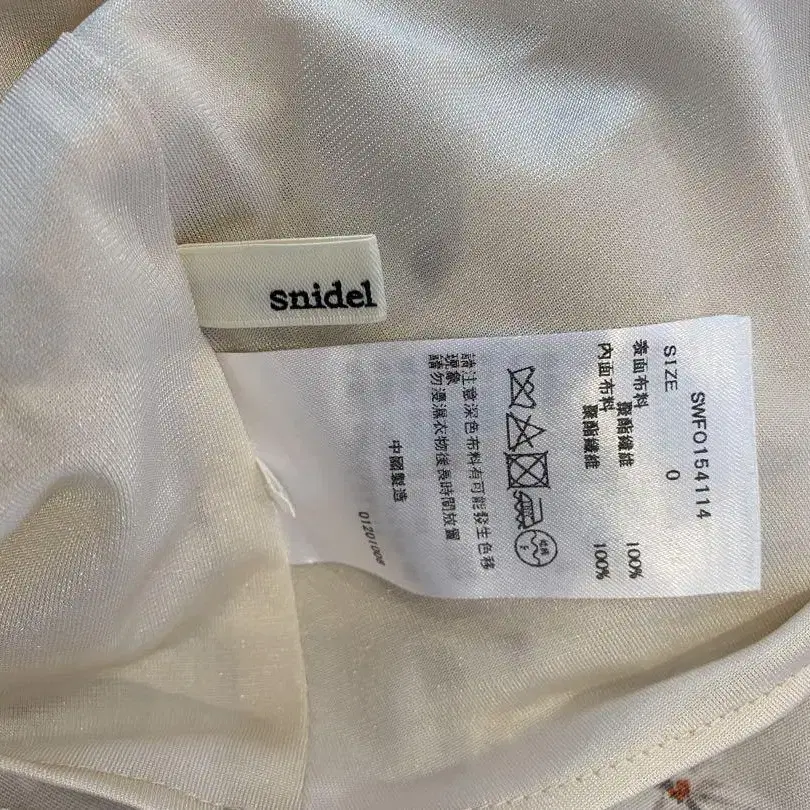 snidel
SWFO154114
SIZE 0
表面布料
聚酯纖維 100%
內面布料
聚酯纖維 100%
請注意深色布料有可能發生色移
現象
請勿浸濕衣物後長時間放置
中國製造
01201008